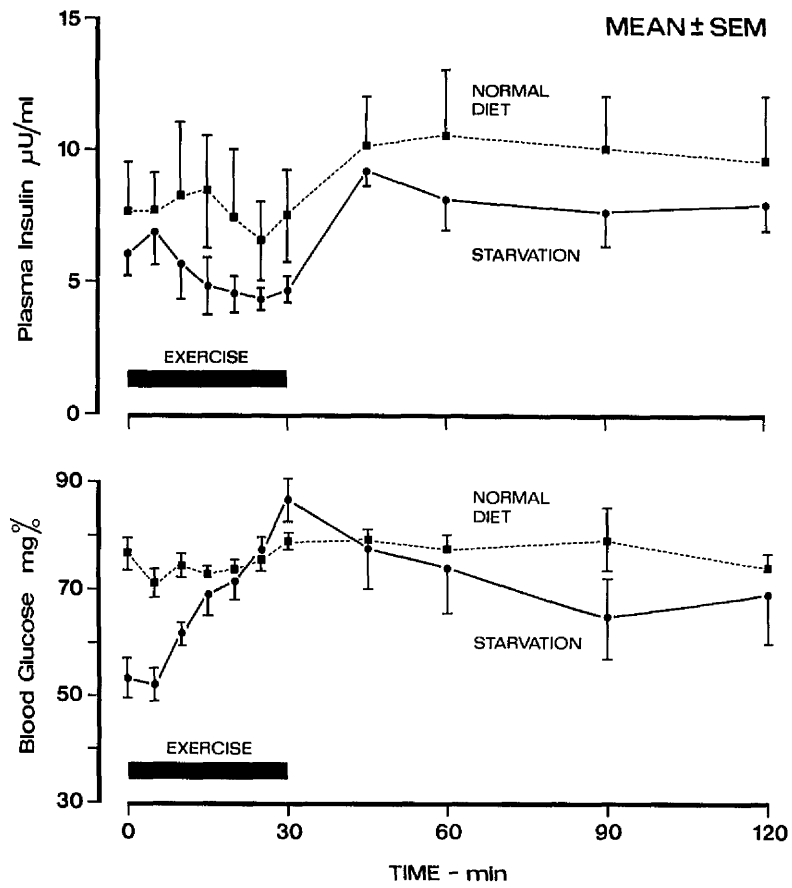 MEAN ± SEM
15
10
5
0
Plasma Insulin µU/ml
NORMAL
DIET
STARVATION
EXERCISE
90
70
50
30
Blood Glucose mg%
NORMAL
DIET
STARVATION
EXERCISE
0 30 60 90 120
TIME - min